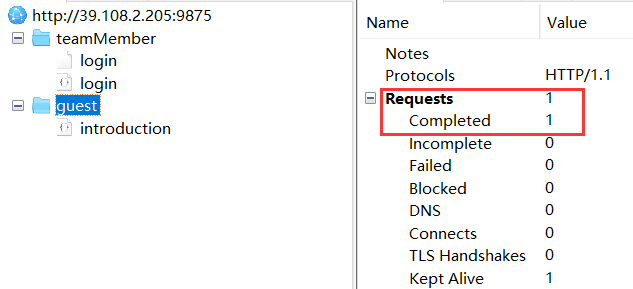 http://39.108.2.205:9875
teamMember
login
login
guest
introduction
Name Value
Notes
Protocols HTTP/1.1
Requests 1
Completed 1
Incomplete 0
Failed 0
Blocked 0
DNS 0
Connects 0
TLS Handshakes 0
Kept Alive 1